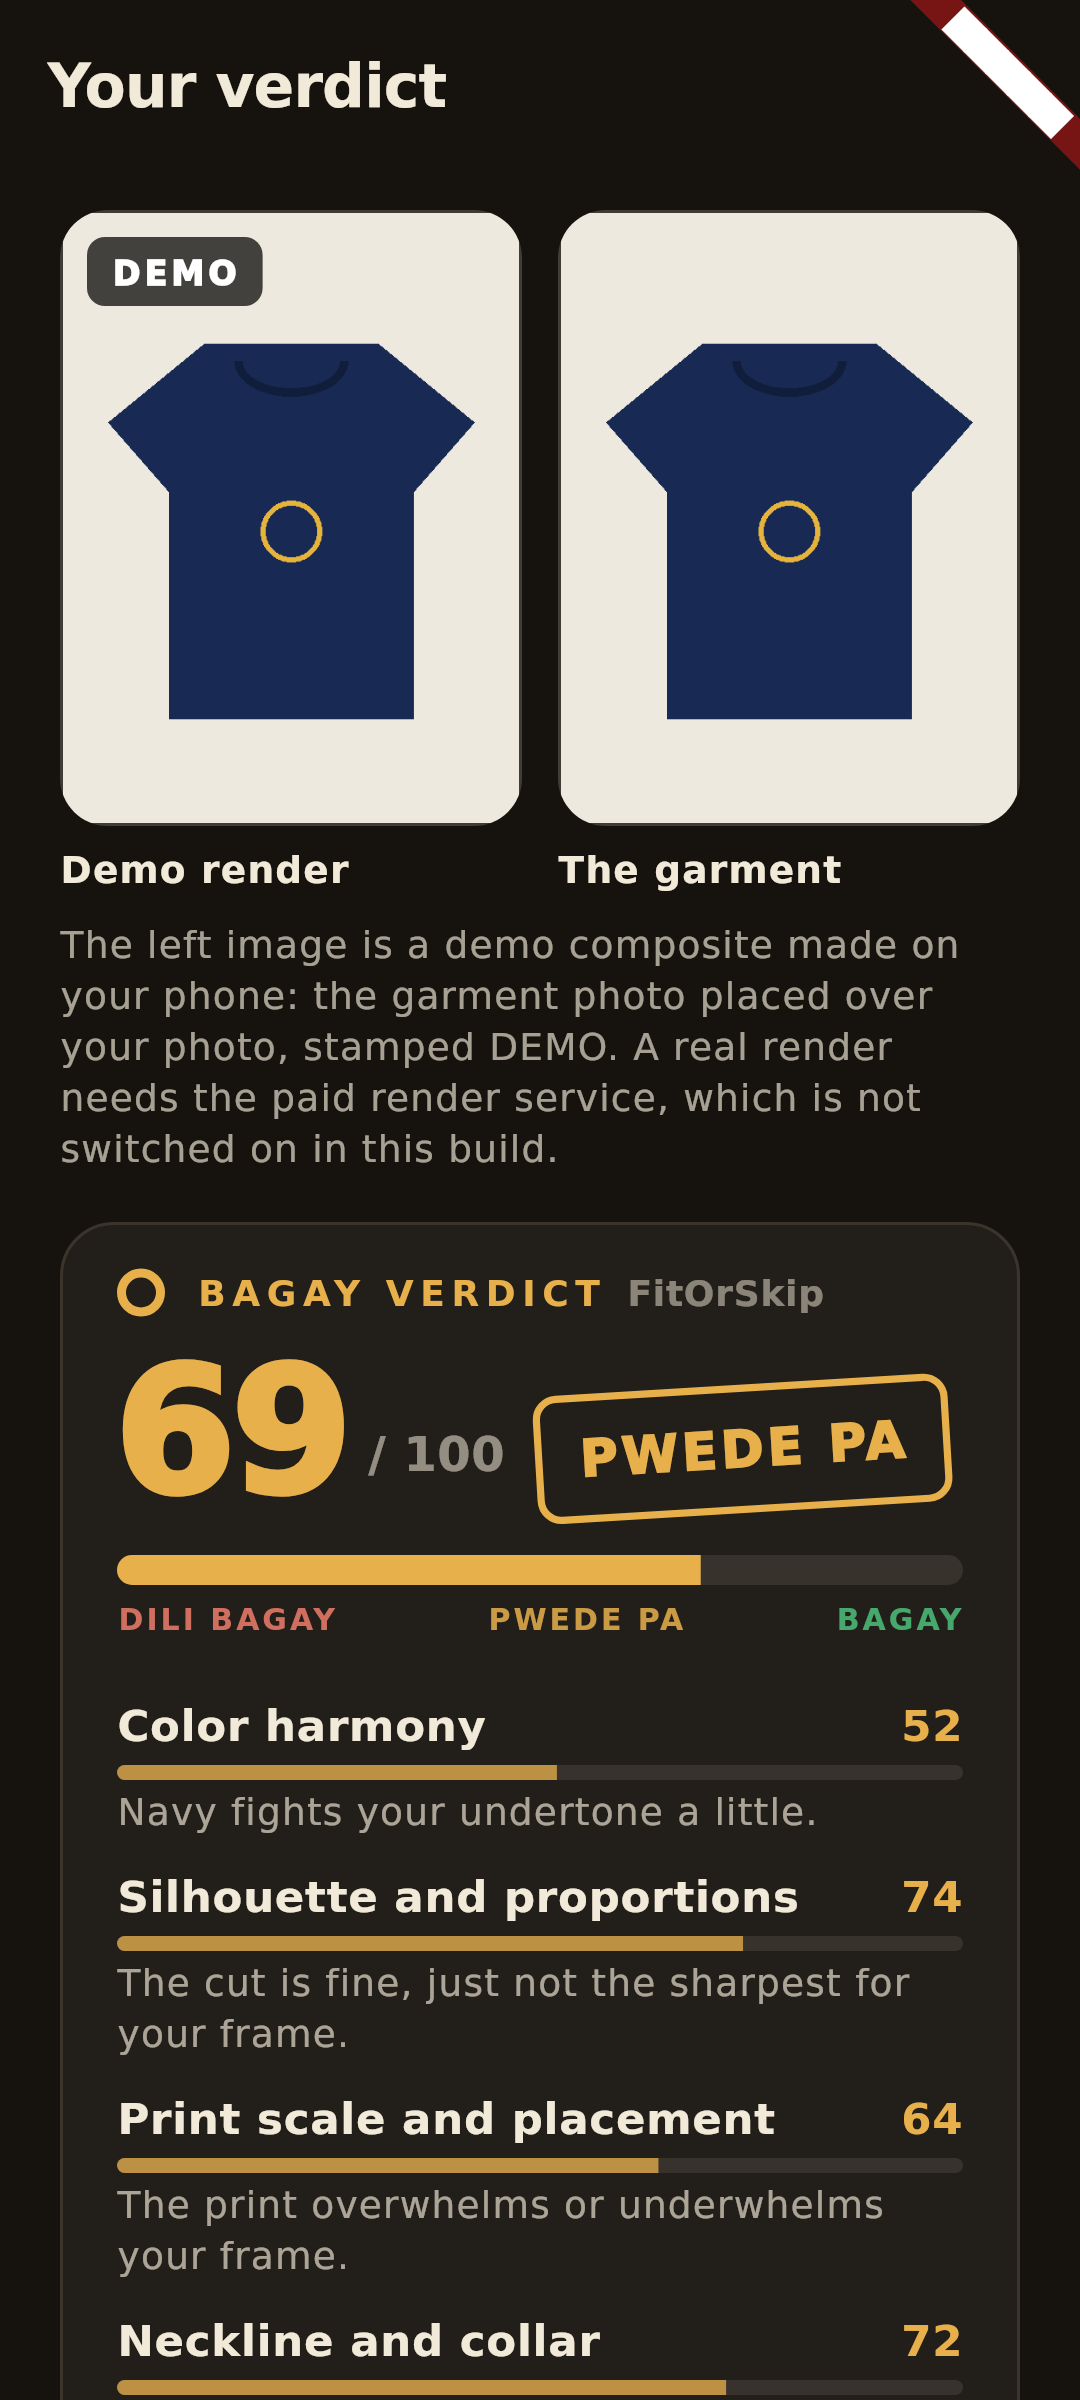 Your verdict
DEMO
Demo render
The garment
The left image is a demo composite made on
your phone: the garment photo placed over
your photo, stamped DEMO. A real render
needs the paid render service, which is not
switched on in this build.
BAGAY VERDICT FitOrSkip
69 / 100 PWEDE PA
DILI BAGAY PWEDE PA BAGAY
Color harmony 52
Navy fights your undertone a little.
Silhouette and proportions 74
The cut is fine, just not the sharpest for
your frame.
Print scale and placement 64
The print overwhelms or underwhelms
your frame.
Neckline and collar 72